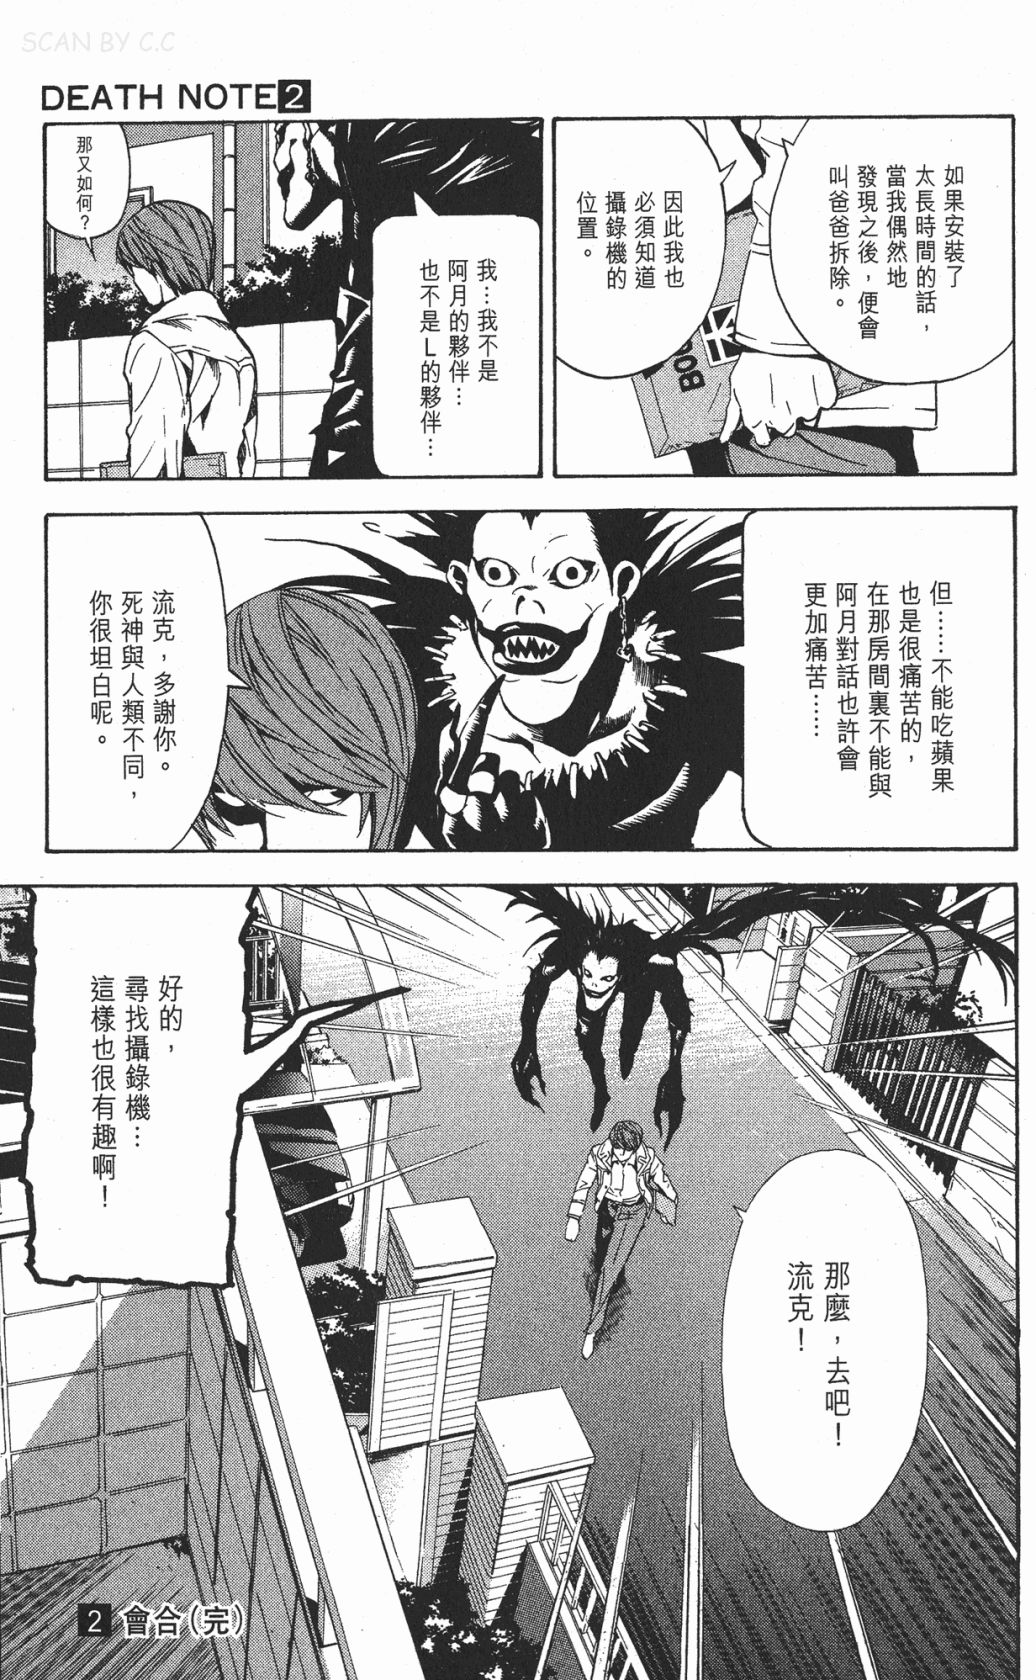 SCAN BY C.C
DEATH NOTE 2
如果安裝了
太長時間的話，
當我偶然地
發現之後，便會
叫爸爸拆除。
因此我也
必須知道
攝錄機的
位置。
BOO
我…我不是
阿月的夥伴…
也不是L的夥伴…
那又如何？
但……不能吃蘋果
也是很痛苦的，
在那房間裏不能與
阿月對話也許會
更加痛苦……
流克，多謝你。
死神與人類不同，
你很坦白呢。
那麼，去吧！
流克！
好的，
尋找攝錄機…
這樣也很有趣啊！
2 會合（完）